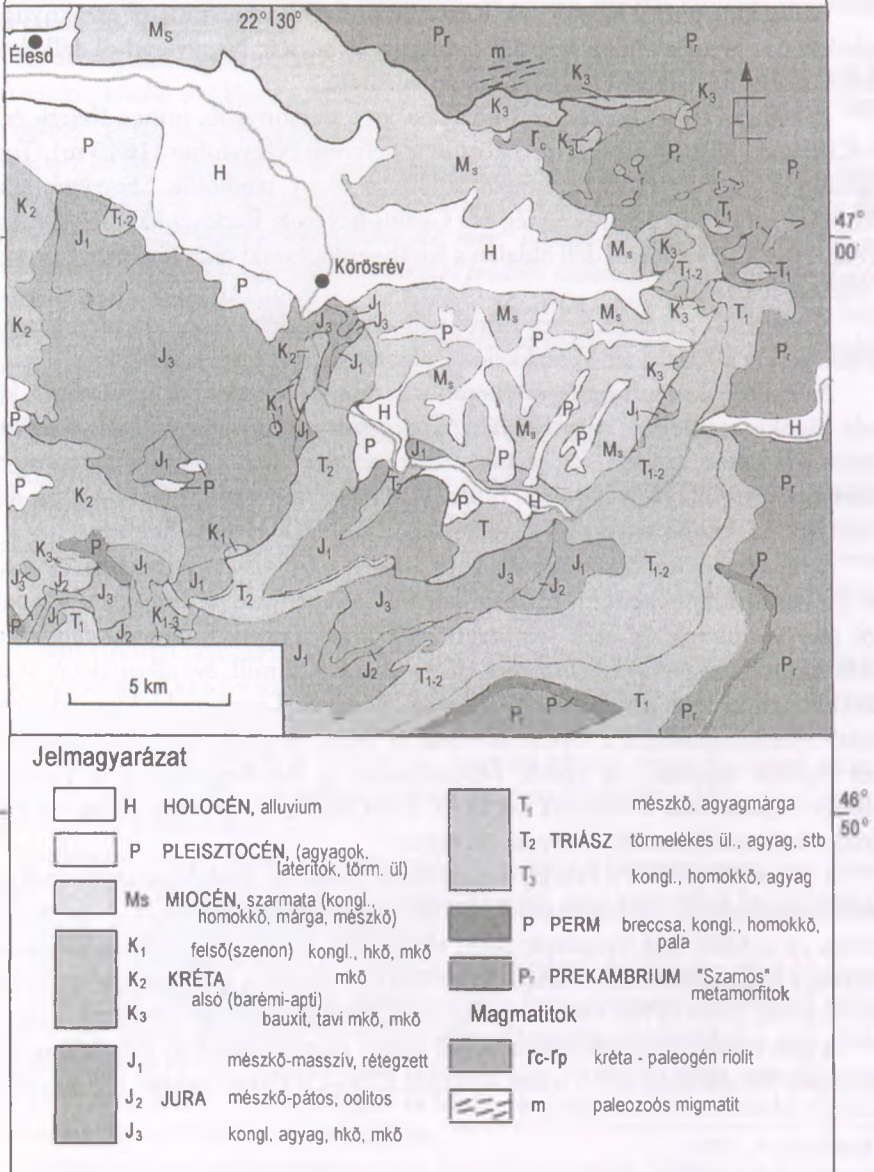 Ms 22° 30' Pr Pr
Élesd
m
K3
K3 K3
P
H
rc K3 Pr
Ms r
K2
T1-2 J1 T1 r
47°
00'
H Ms K3
Körösrév
P
T1-2 T1
J3 J1 J3
K2 J1
Ms Ms K3 T1
K2
J3
P P
Pr
K3
Ms
K1 J1
H
P Ms P
J1
H
P
P J1 P Ms
T2 T1-2
P
J1 P
K2
T2
P H
Pr
K1
T
K3 P
J1
J3 J2 J3 J1
T2
J3 J2 J1
T1-2
P
P J1 T1 J2 K1-3
J3
J1 J2 T1-2
Pr
5 km
Pr P T1 Pr
Jelmagyarázat
H HOLOCÉN, alluvium
P PLEISZTOCÉN, (agyagok,
lateritok, törm. ül)
Ms MIOCÉN, szarmata (kongl.,
homokkő, márga, mészkő)
K1 felső(szenon) kongl., hkő, mkő
K2 KRÉTA mkő
alsó (barémi-apti)
K3 bauxit, tavi mkő, mkő
J1 mészkő-masszív, rétegzett
J2 JURA mészkő-pátos, oolitos
J3 kongl, agyag, hkő, mkő
T1 mészkő, agyagmárga
T2 TRIÁSZ törmelékes ül., agyag, stb
T3 kongl., homokkő, agyag
P PERM breccsa, kongl., homokkő,
pala
Pr PREKAMBRIUM "Szamos"
metamorfitok
Magmatitok
rc-rp kréta - paleogén riolit
m paleozoós migmatit
46°
50°